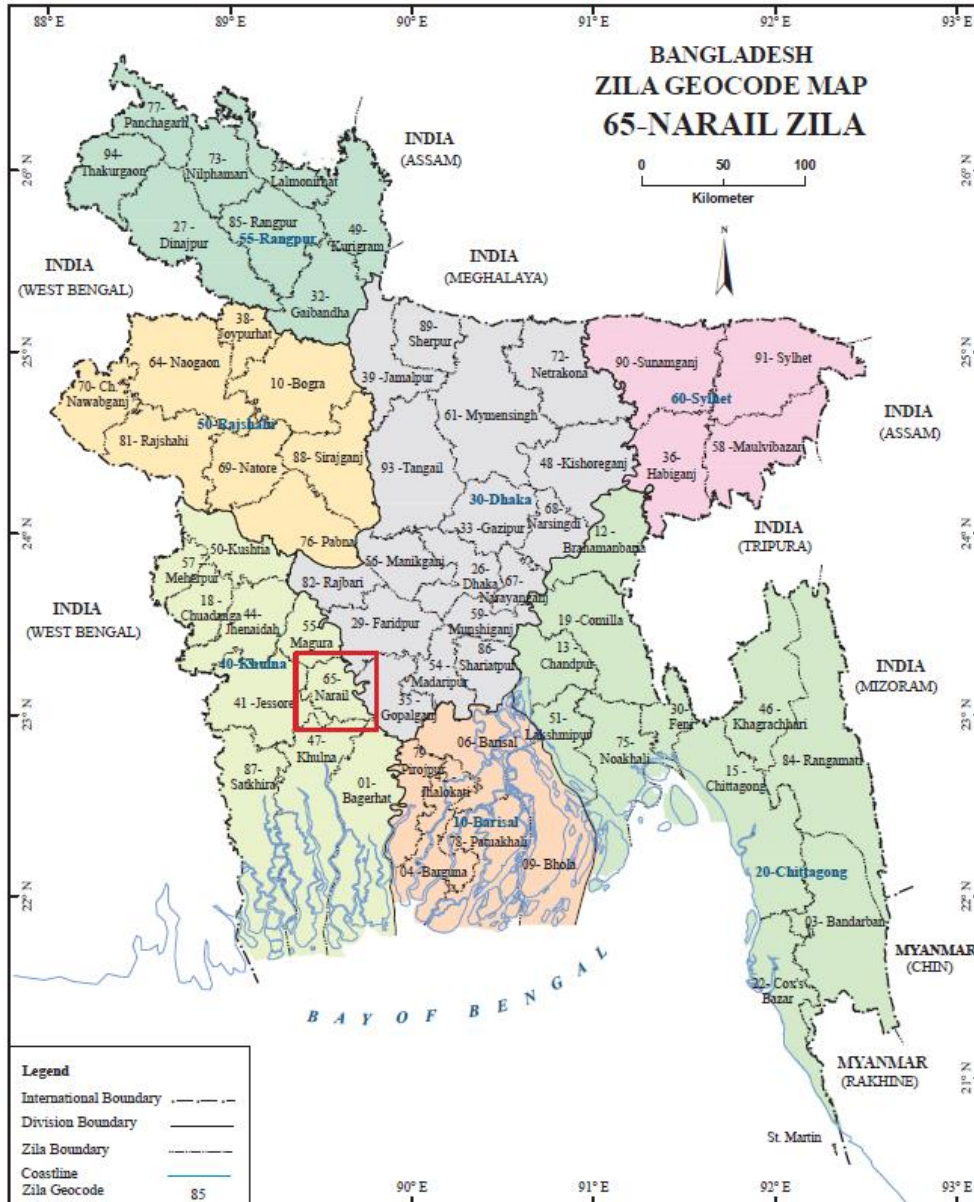 88° E
90° E
91° E
92° E
93° E
BANGLADESH
ZILA GEOCODE MAP
65-NARAIL ZILA
0 50 100
Kilometer
N
26° N
26° N
25° N
25° N
24° N
24° N
23° N
23° N
22° N
22° N
21° N
INDIA
(ASSAM)
INDIA
(WEST BENGAL)
INDIA
(MEGHALAYA)
INDIA
(ASSAM)
INDIA
(TRIPURA)
INDIA
(WEST BENGAL)
INDIA
(MIZORAM)
MYANMAR
(CHIN)
MYANMAR
(RAKHINE)
77-
Panchagarh
94-
Thakurgaon
73-
Nilphamari
52-
Lalmonirhat
27 -
Dinajpur
85- Rangpur
55-Rangpur
49-
Kurigram
32-
Gaibandha
38-
Joypurhat
64- Naogaon
70- Ch.
Nawabganj
10 -Bogra
50-Rajshahi
81- Rajshahi
69- Natore
88- Sirajganj
76- Pabna
89-
Sherpur
39 -Jamalpur
72-
Netrakona
61- Mymensingh
93 -Tangail
48 -Kishoreganj
30-Dhaka
33 -Gazipur
68-
Narsingdi
56- Manikganj
26-
Dhaka
67-
Narayanganj
82- Rajbari
29- Faridpur
59-
Munshiganj
86-
Shariatpur
54 -
Madaripur
35 -
Gopalganj
90 -Sunamganj
91- Sylhet
60-Sylhet
36-
Habiganj
58 -Maulvibazar
12 -
Brahamanbaria
19 -Comilla
13 -
Chandpur
51-
Lakshmipur
75-
Noakhali
30-
Feni
46 -
Khagrachhari
84- Rangamati
15 -
Chittagong
20-Chittagong
03- Bandarban
22- Cox's
Bazar
St. Martin
50-Kushtia
57 -
Meherpur
18 -
Chuadanga
44-
Jhenaidah
55-
Magura
40-Khulna
65-
Narail
41 -Jessore
47-
Khulna
87-
Satkhira
01-
Bagerhat
06- Barisal
79-
Pirojpur
Jhalokati
10-Barisal
78- Patuakhali
04 -Barguna
09- Bhola
BAY OF BENGAL
Legend
International Boundary
Division Boundary
Zila Boundary
Coastline
Zila Geocode 85
90° E
91° E
92° E
93° E